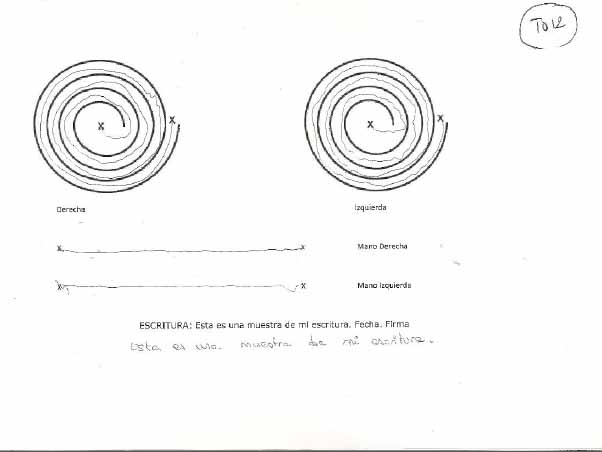 TO12
X X
X X
Derecha Izquierda
X X Mano Derecha
X X Mano Izquierda
ESCRITURA: Esta es una muestra de mi escritura. Fecha. Firma
Esta es una muestra de mi escritura.